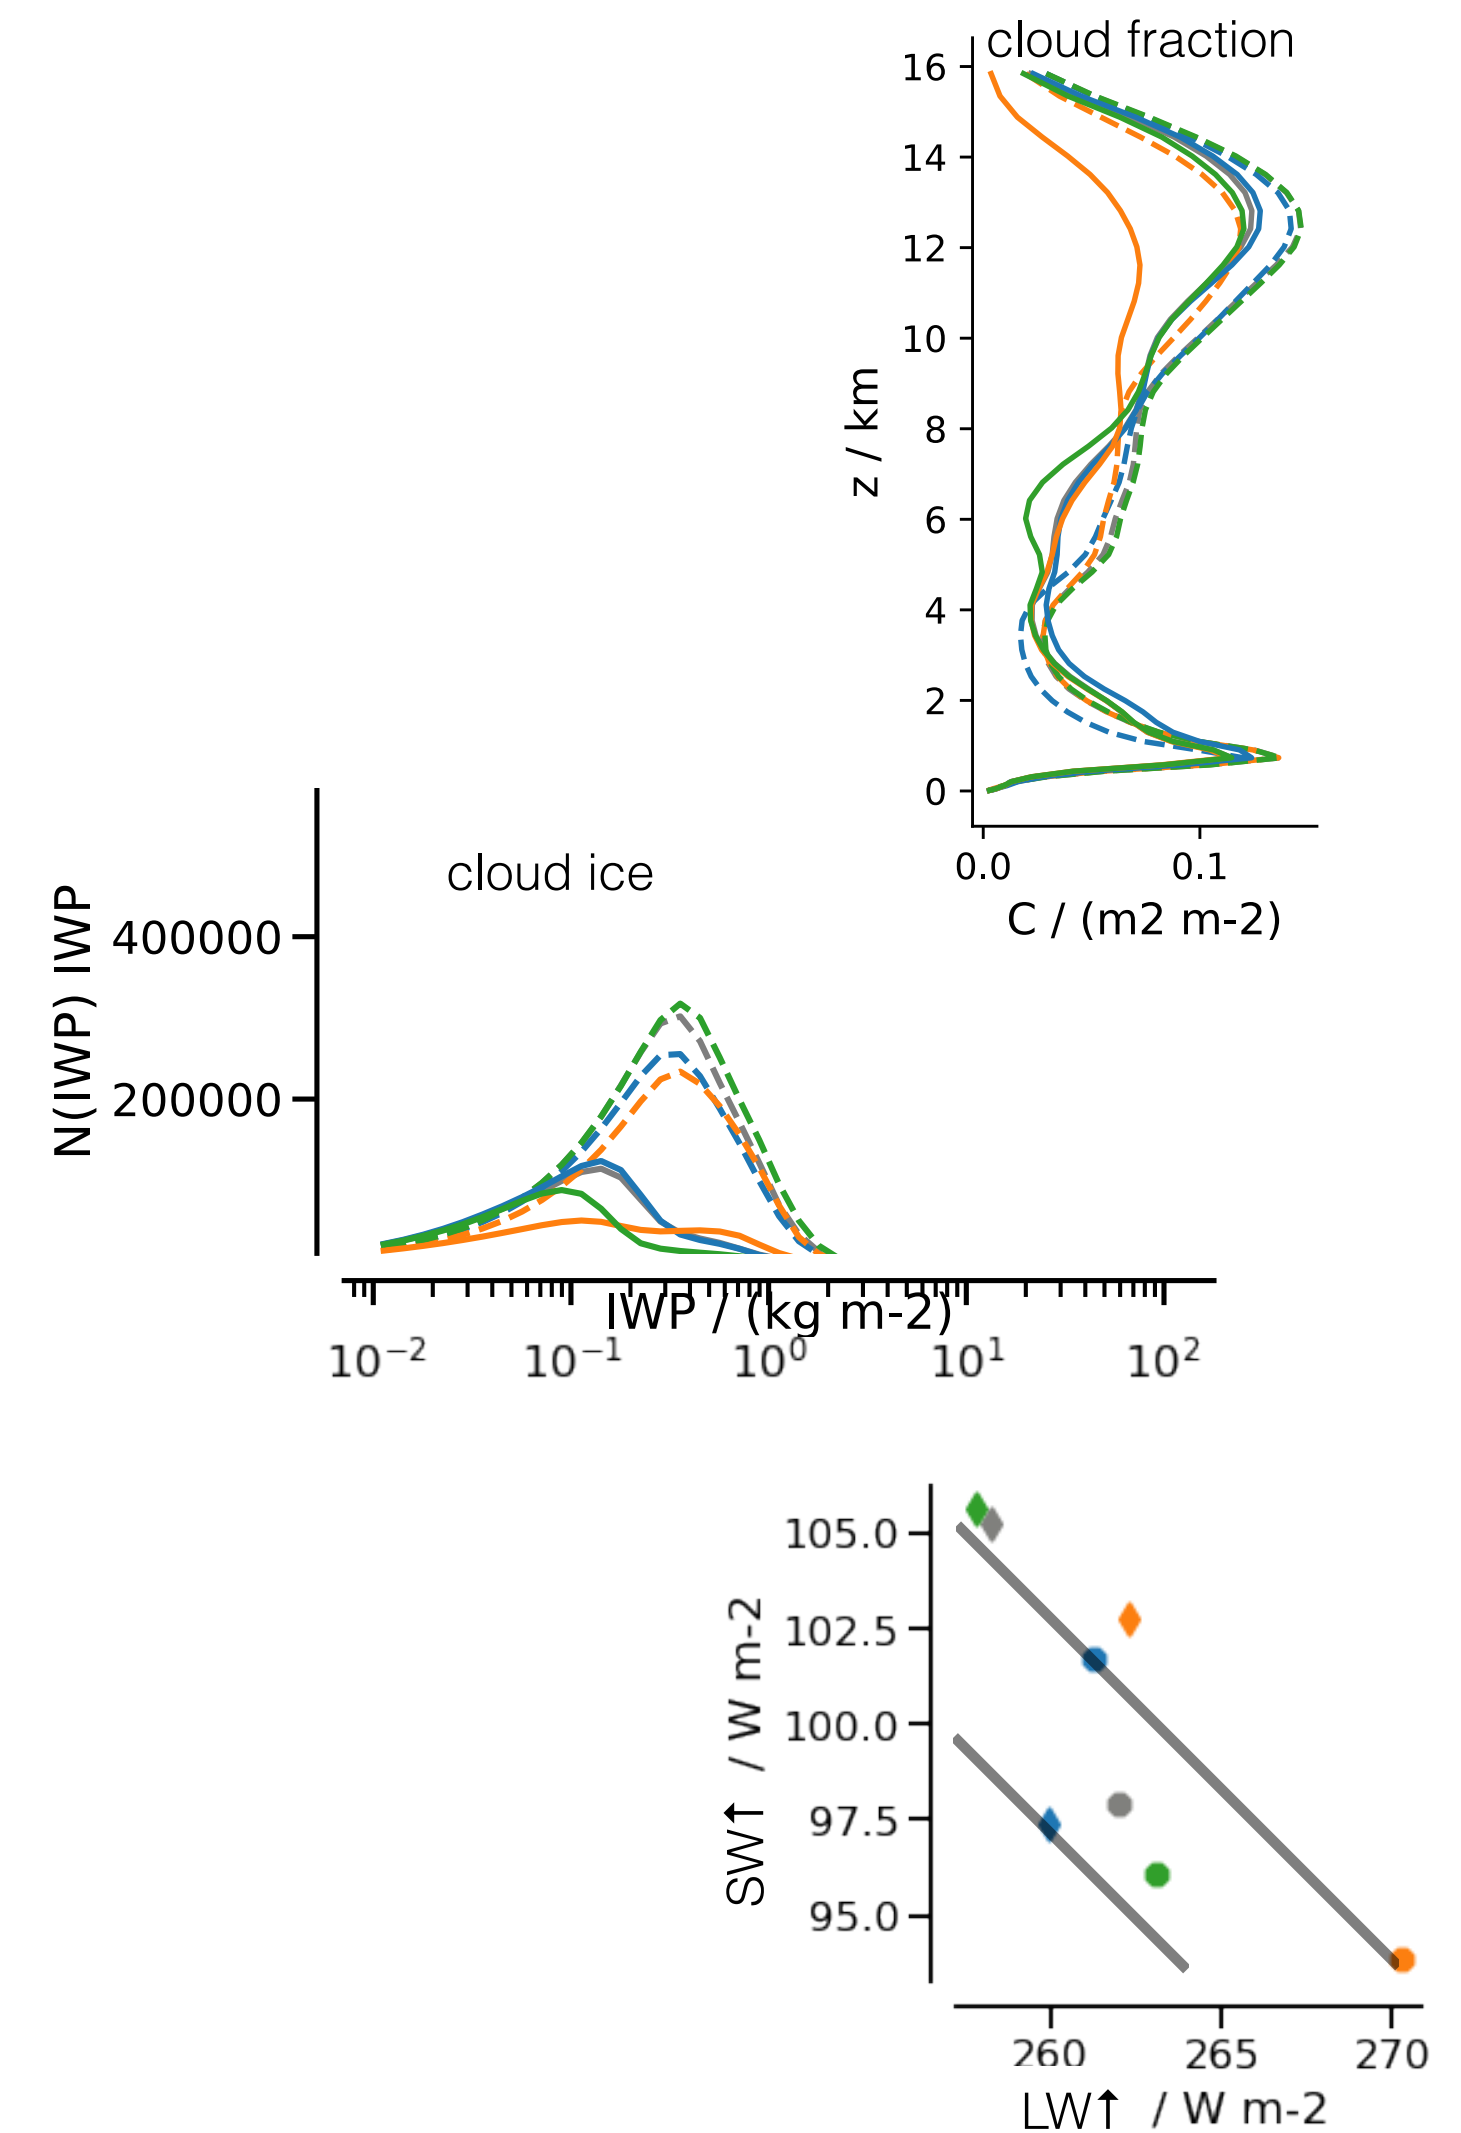 cloud fraction
16
14
12
10
8
6
4
2
0
z / km
0.0 0.1
C / (m2 m-2)
cloud ice
N(IWP) IWP
400000
200000
IWP / (kg m-2)
10⁻² 10⁻¹ 10⁰ 10¹ 10²
105.0
102.5
100.0
97.5
95.0
SW↑ / W m-2
260 265 270
LW↑ / W m-2